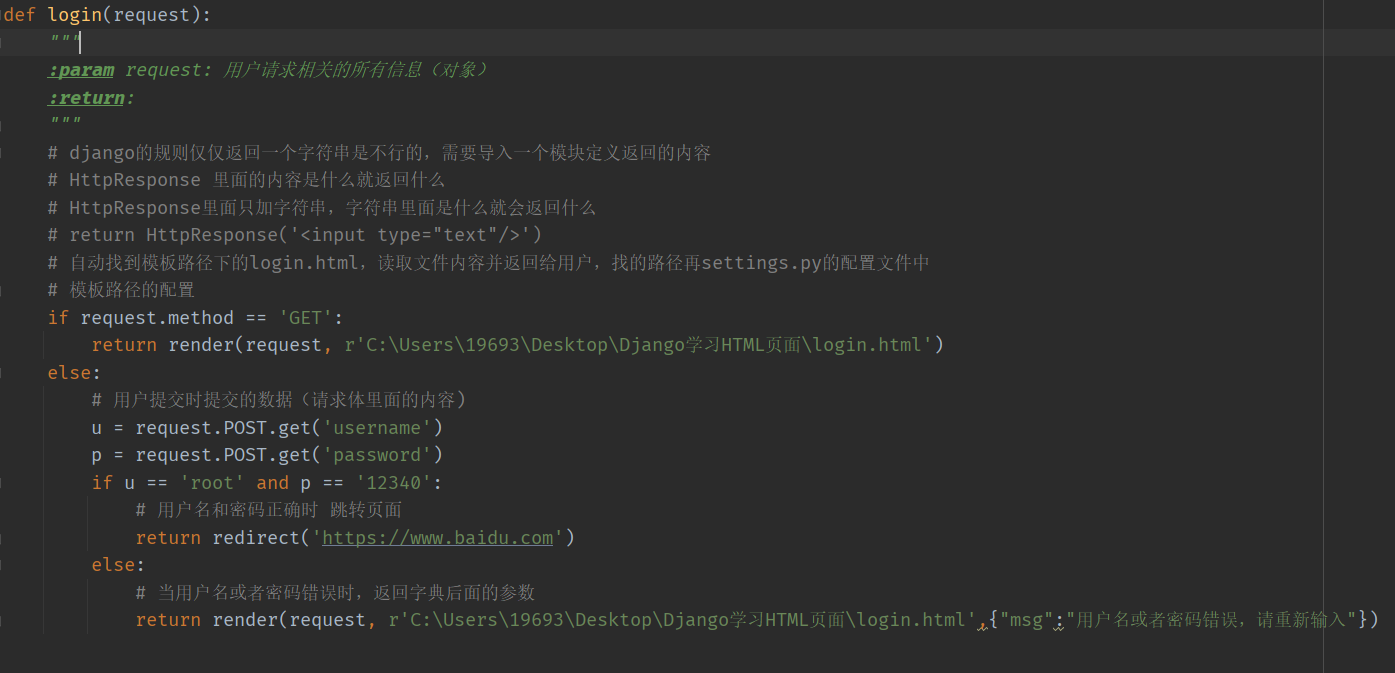 def login(request):
    """
    :param request: 用户请求相关的所有信息（对象）
    :return:
    """
    # django的规则仅仅返回一个字符串是不行的，需要导入一个模块定义返回的内容
    # HttpResponse 里面的内容是什么就返回什么
    # HttpResponse里面只加字符串，字符串里面是什么就会返回什么
    # return HttpResponse('<input type="text"/>')
    # 自动找到模板路径下的login.html，读取文件内容并返回给用户，找的路径再settings.py的配置文件中
    # 模板路径的配置
    if request.method == 'GET':
        return render(request, r'C:\Users\19693\Desktop\Django学习HTML页面\login.html')
    else:
        # 用户提交时提交的数据（请求体里面的内容）
        u = request.POST.get('username')
        p = request.POST.get('password')
        if u == 'root' and p == '12340':
            # 用户名和密码正确时 跳转页面
            return redirect('https://www.baidu.com')
        else:
            # 当用户名或者密码错误时，返回字典后面的参数
            return render(request, r'C:\Users\19693\Desktop\Django学习HTML页面\login.html',{"msg":"用户名或者密码错误，请重新输入"})